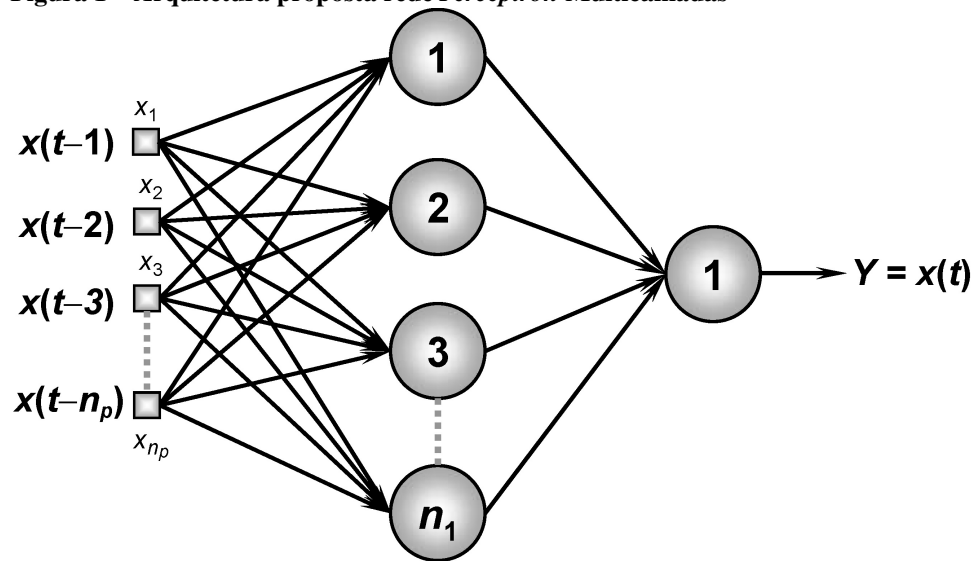 Figura 1 – Arquitetura proposta rede Perceptron Multicamadas
1
x₁
x(t–1)
x₂
x(t–2)
2
x₃
x(t–3)
1
Y = x(t)
3
x(t–nₚ)
xₙₚ
n₁